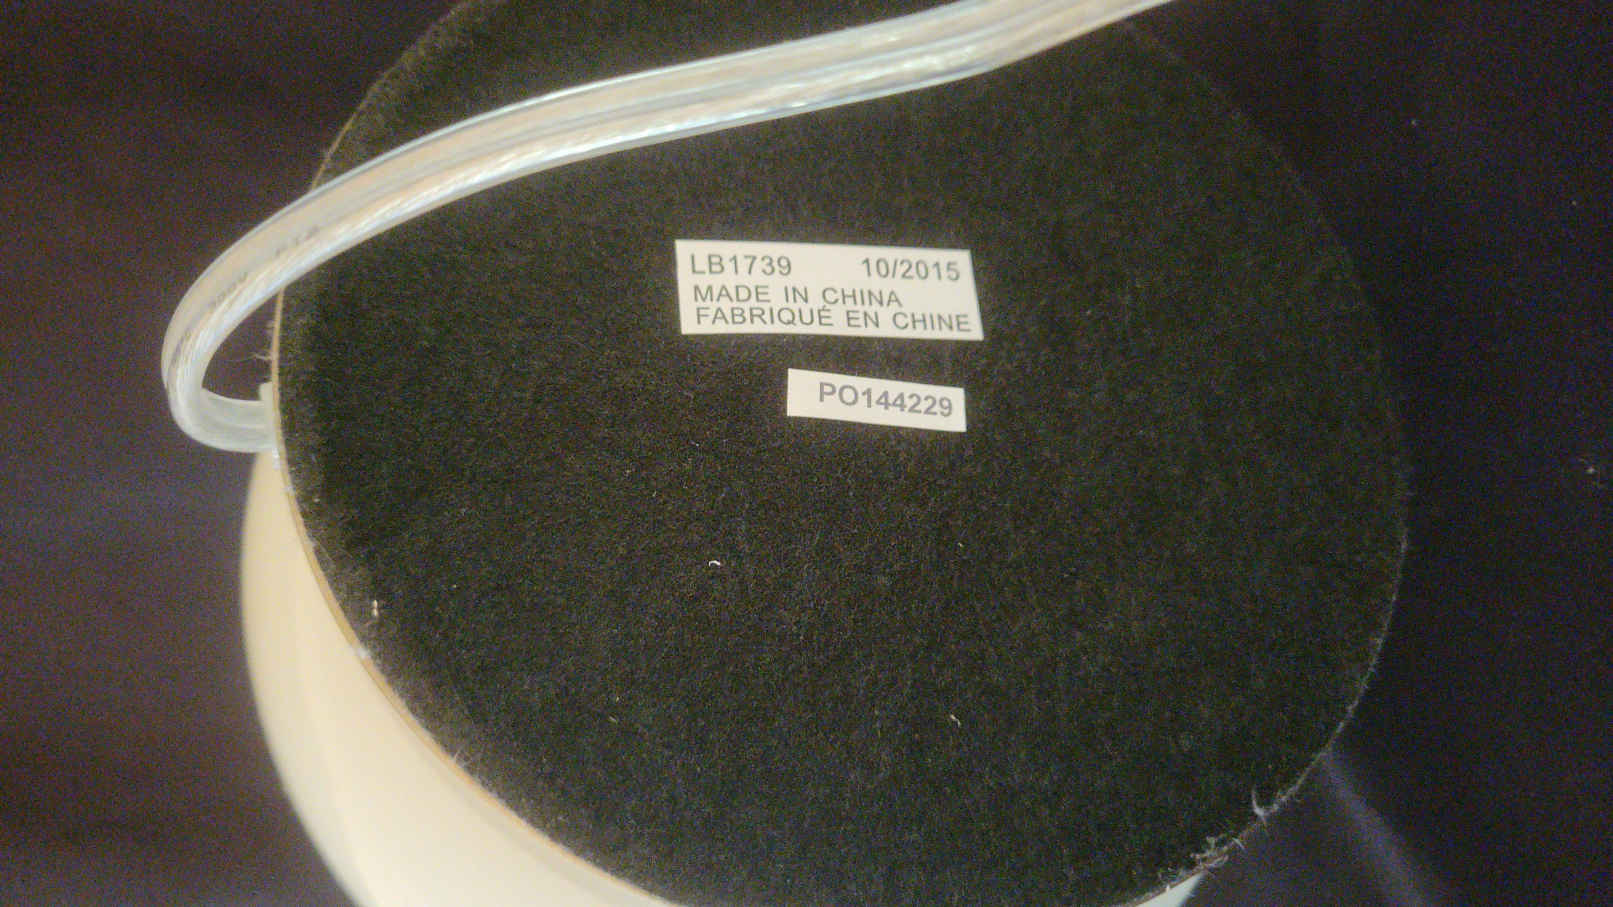 LB1739 10/2015
MADE IN CHINA
FABRIQUÉ EN CHINE
PO144229